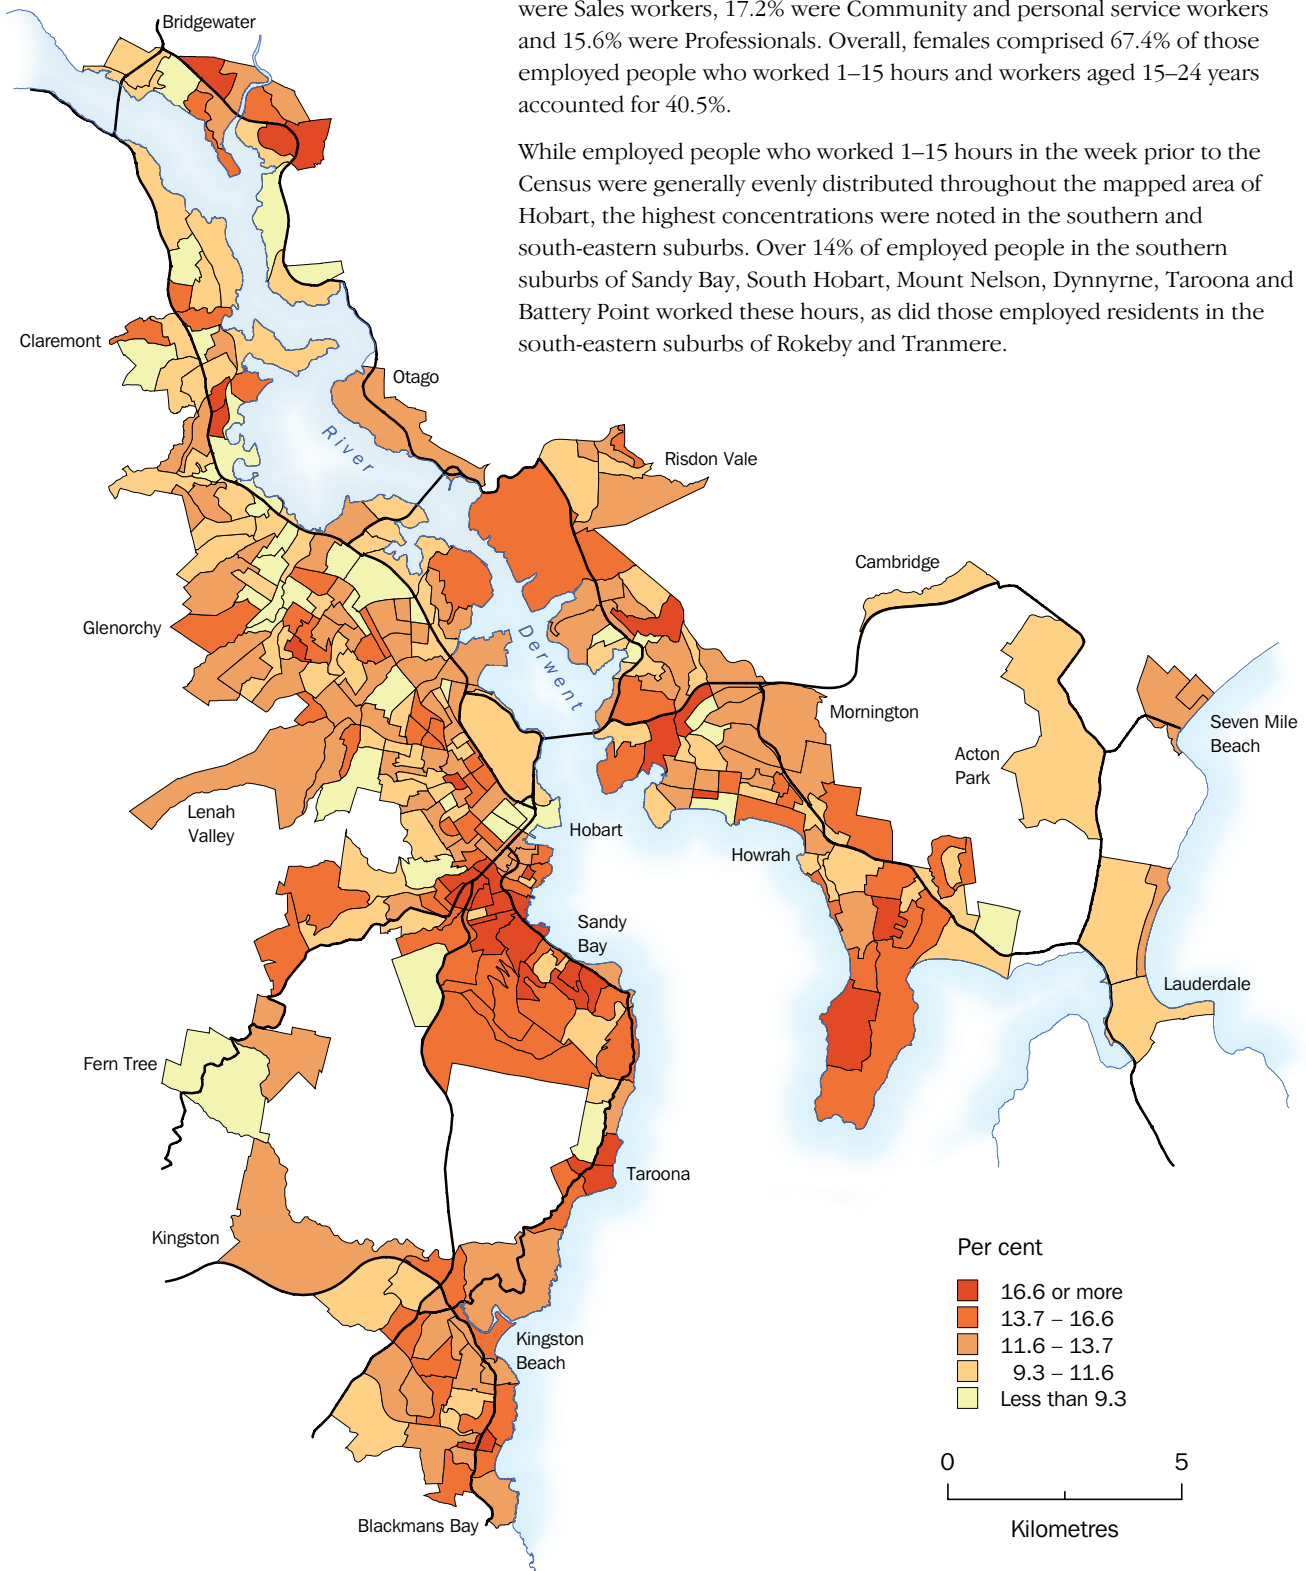 were Sales workers, 17.2% were Community and personal service workers
and 15.6% were Professionals. Overall, females comprised 67.4% of those
employed people who worked 1–15 hours and workers aged 15–24 years
accounted for 40.5%.
While employed people who worked 1–15 hours in the week prior to the
Census were generally evenly distributed throughout the mapped area of
Hobart, the highest concentrations were noted in the southern and
south-eastern suburbs. Over 14% of employed people in the southern
suburbs of Sandy Bay, South Hobart, Mount Nelson, Dynnyrne, Taroona and
Battery Point worked these hours, as did those employed residents in the
south-eastern suburbs of Rokeby and Tranmere.
Bridgewater
Claremont
Otago
River
Risdon Vale
Cambridge
Glenorchy
Derwent
Mornington
Seven Mile
Beach
Acton
Park
Lenah
Valley
Hobart
Howrah
Sandy
Bay
Lauderdale
Fern Tree
Taroona
Kingston
Kingston
Beach
Blackmans Bay
Per cent
16.6 or more
13.7 – 16.6
11.6 – 13.7
9.3 – 11.6
Less than 9.3
0 5
Kilometres